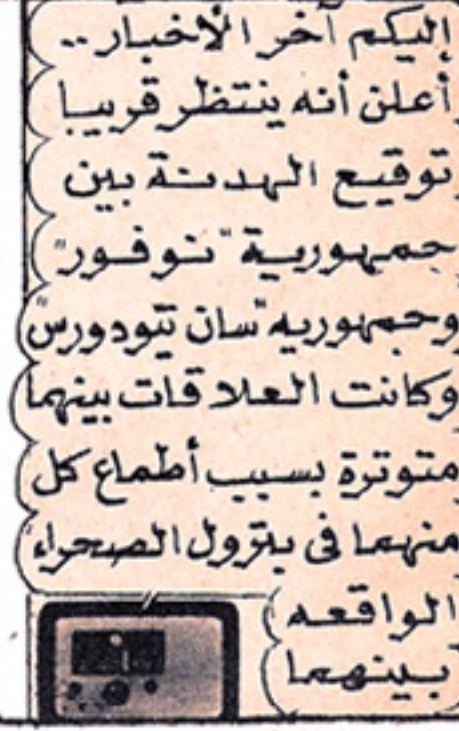 إليكم آخر الأخبار..
أعلن أنه ينتظر قريبا
توقيع الهدنة بين
جمهورية "نوفور"
وجمهوريه "سان تيودورس"
وكانت العلاقات بينهما
متوترة بسبب أطماع كل
منهما في بترول الصحراء
الواقعه
بينهما